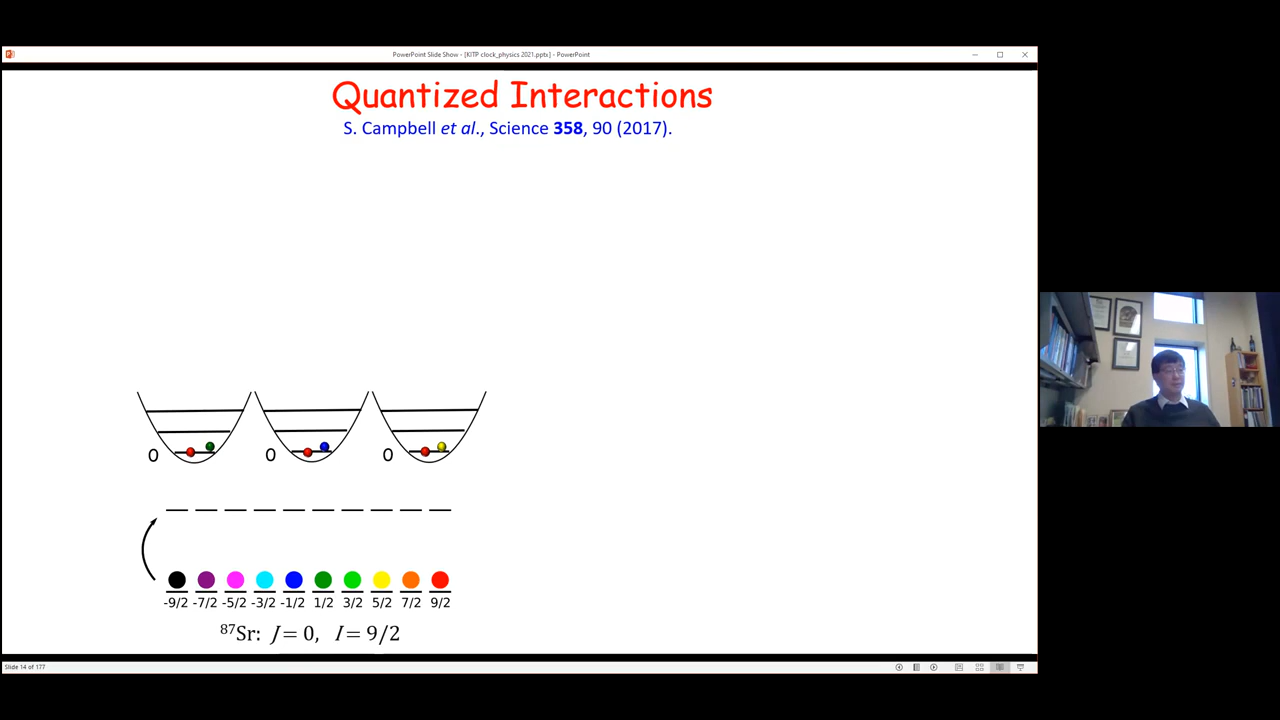 PowerPoint Slide Show - [KITP clock_physics 2021.pptx] - PowerPoint
Quantized Interactions
S. Campbell et al., Science 358, 90 (2017).
0 0 0
-9/2 -7/2 -5/2 -3/2 -1/2 1/2 3/2 5/2 7/2 9/2
⁸⁷Sr: J = 0, I = 9/2
Slide 14 of 177